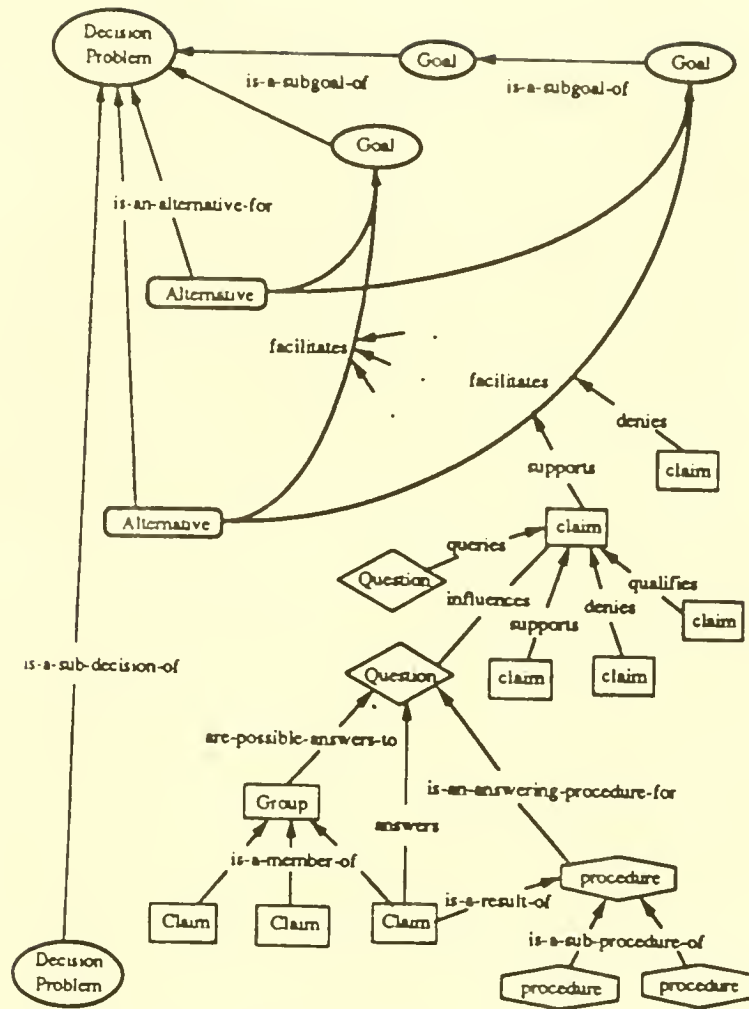 Decision
Problem
Goal
Goal
is-a-subgoal-of
is-a-subgoal-of
Goal
is-an-alternative-for
Alternative
facilitates
facilitates
denies
claim
supports
Alternative
claim
queries
Question
influences
qualifies
supports
denies
claim
is-a-sub-decision-of
Question
claim
claim
are-possible-answers-to
is-an-answering-procedure-for
Group
answers
is-a-member-of
procedure
Claim
Claim
Claim
is-a-result-of
is-a-sub-procedure-of
Decision
Problem
procedure
procedure